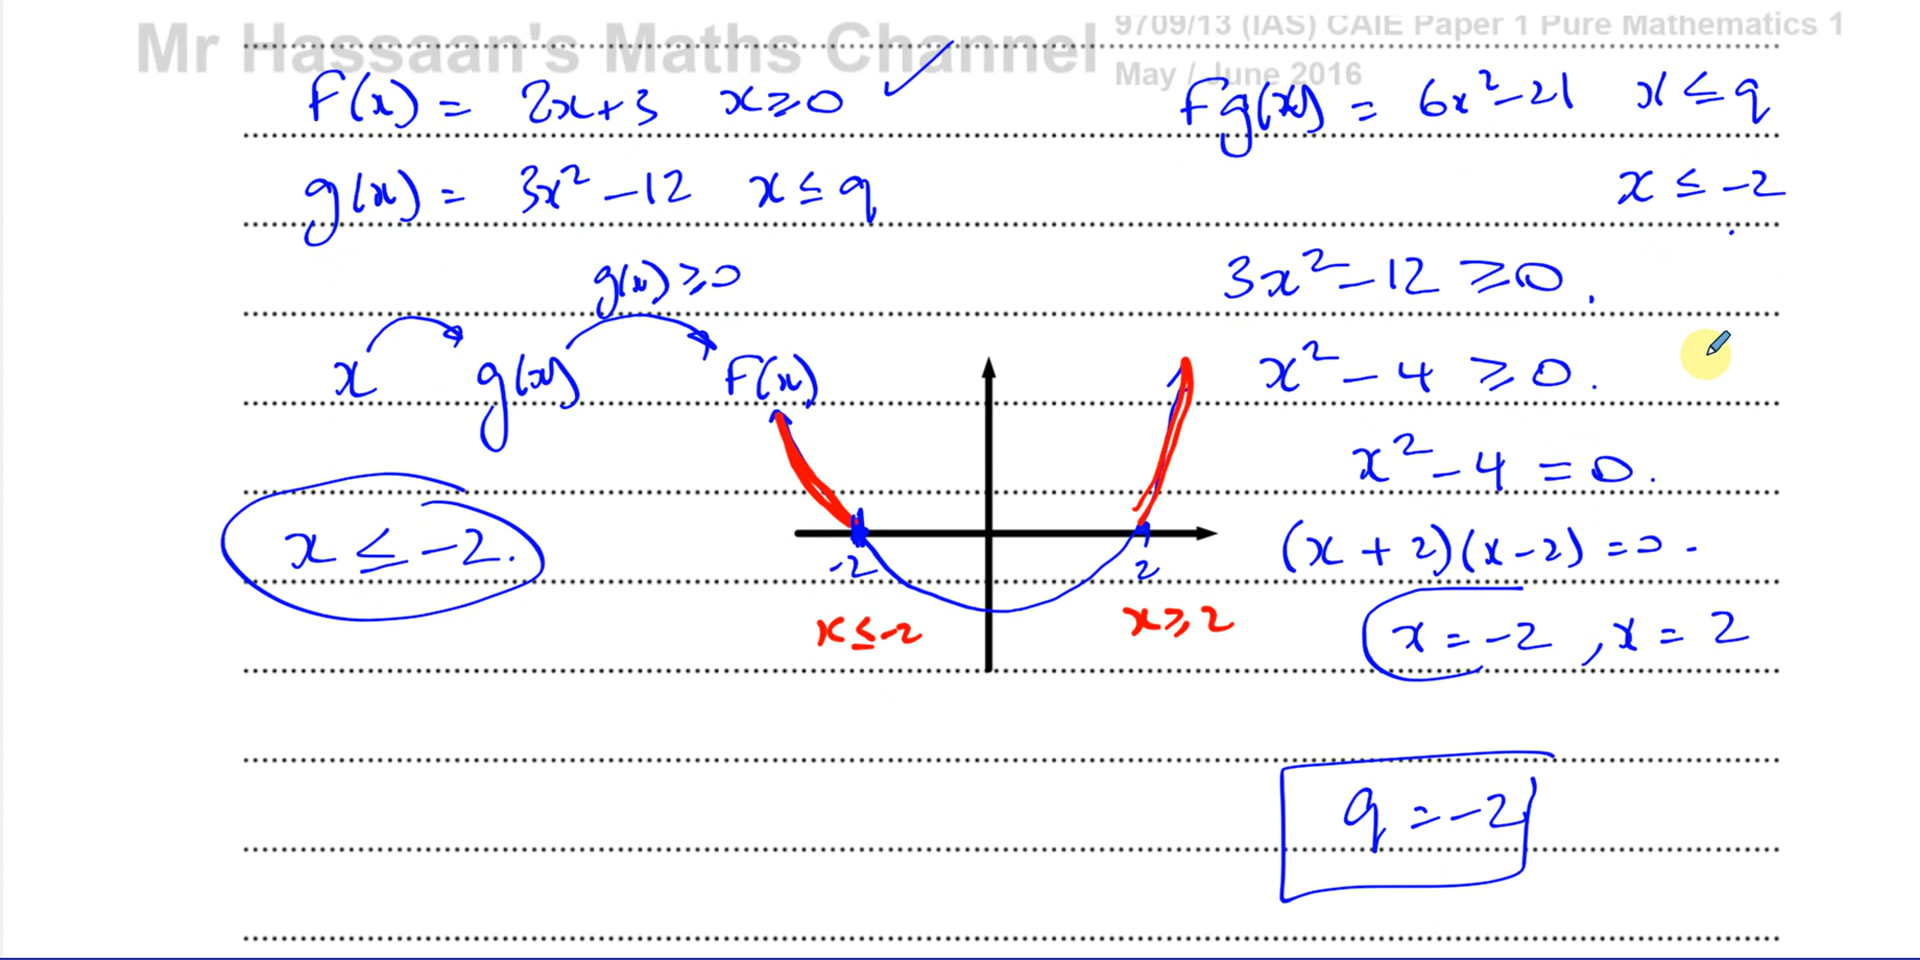 Mr Hassaan's Maths Channel
9709/13 (IAS) CAIE Paper 1 Pure Mathematics 1
May / June 2016
f(x) = 2x+3 x≥0 ✓
fg(x) = 6x²-21 x ≤ q
g(x) = 3x²-12 x ≤ q
x ≤ -2
g(x) ≥ 0
3x²-12 ≥ 0.
x g(x) f(x)
x²-4 ≥ 0.
x²-4 = 0.
x ≤ -2.
(x+2)(x-2) = 0.
-2 2
x ≤ -2 x ≥ 2
x = -2, x = 2
q = -2